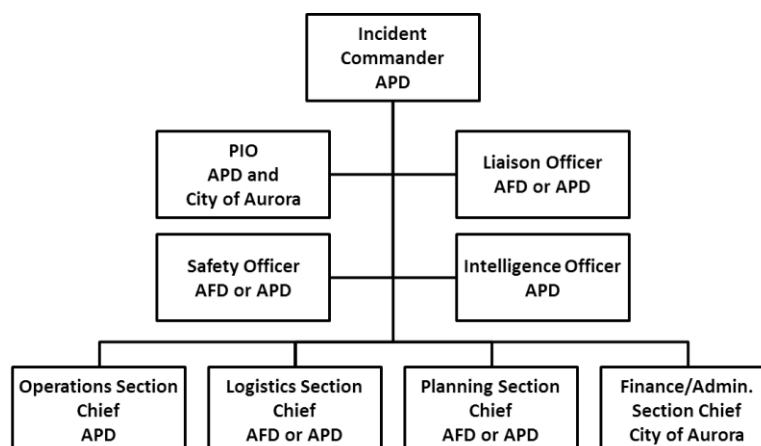 Incident
Commander
APD
PIO
APD and
City of Aurora
Liaison Officer
AFD or APD
Safety Officer
AFD or APD
Intelligence Officer
APD
Operations Section
Chief
APD
Logistics Section
Chief
AFD or APD
Planning Section
Chief
AFD or APD
Finance/Admin.
Section Chief
City of Aurora